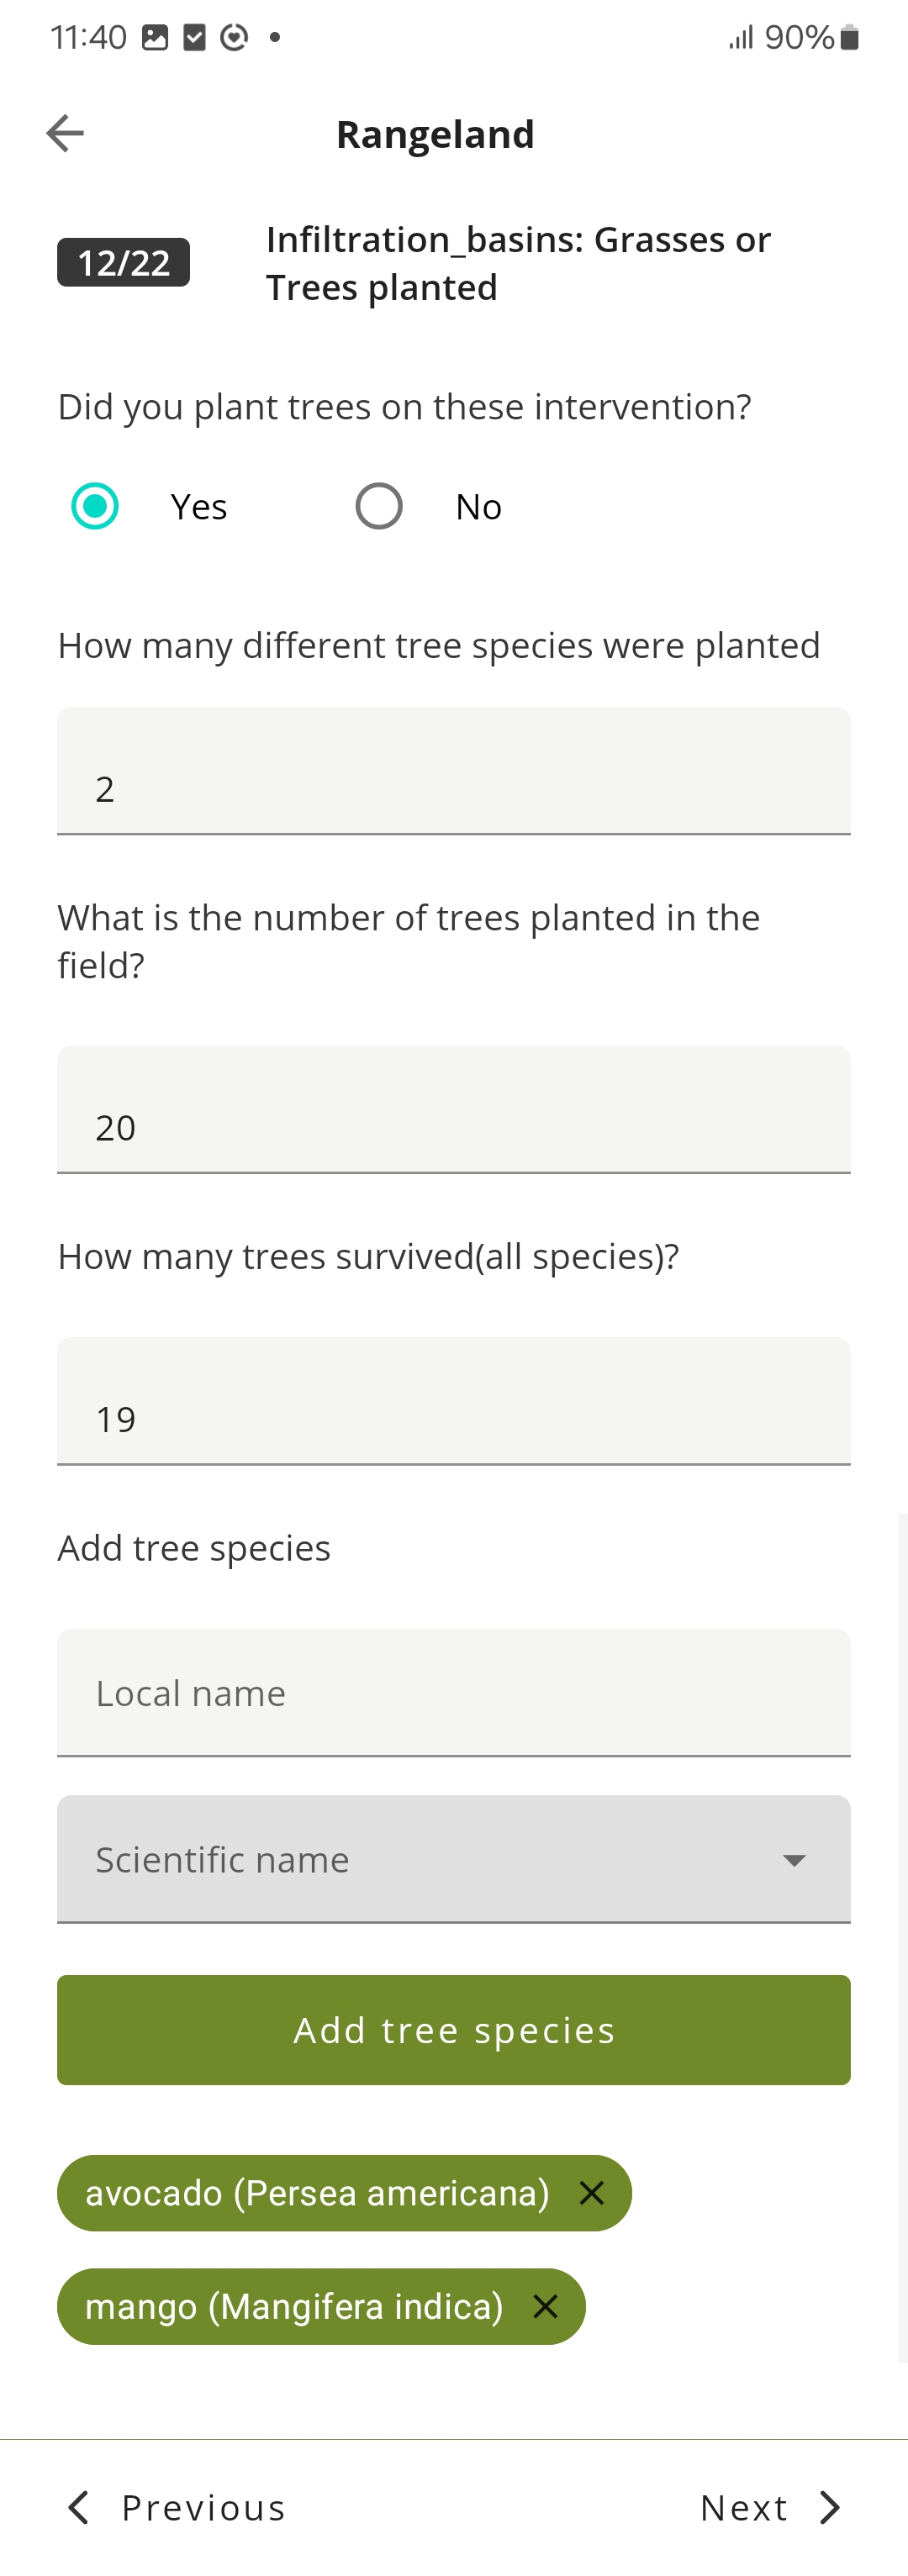 11:40
90%
Rangeland
12/22
Infiltration_basins: Grasses or
Trees planted
Did you plant trees on these intervention?
Yes
No
How many different tree species were planted
2
What is the number of trees planted in the
field?
20
How many trees survived(all species)?
19
Add tree species
Local name
Scientific name
Add tree species
avocado (Persea americana)
mango (Mangifera indica)
Previous
Next